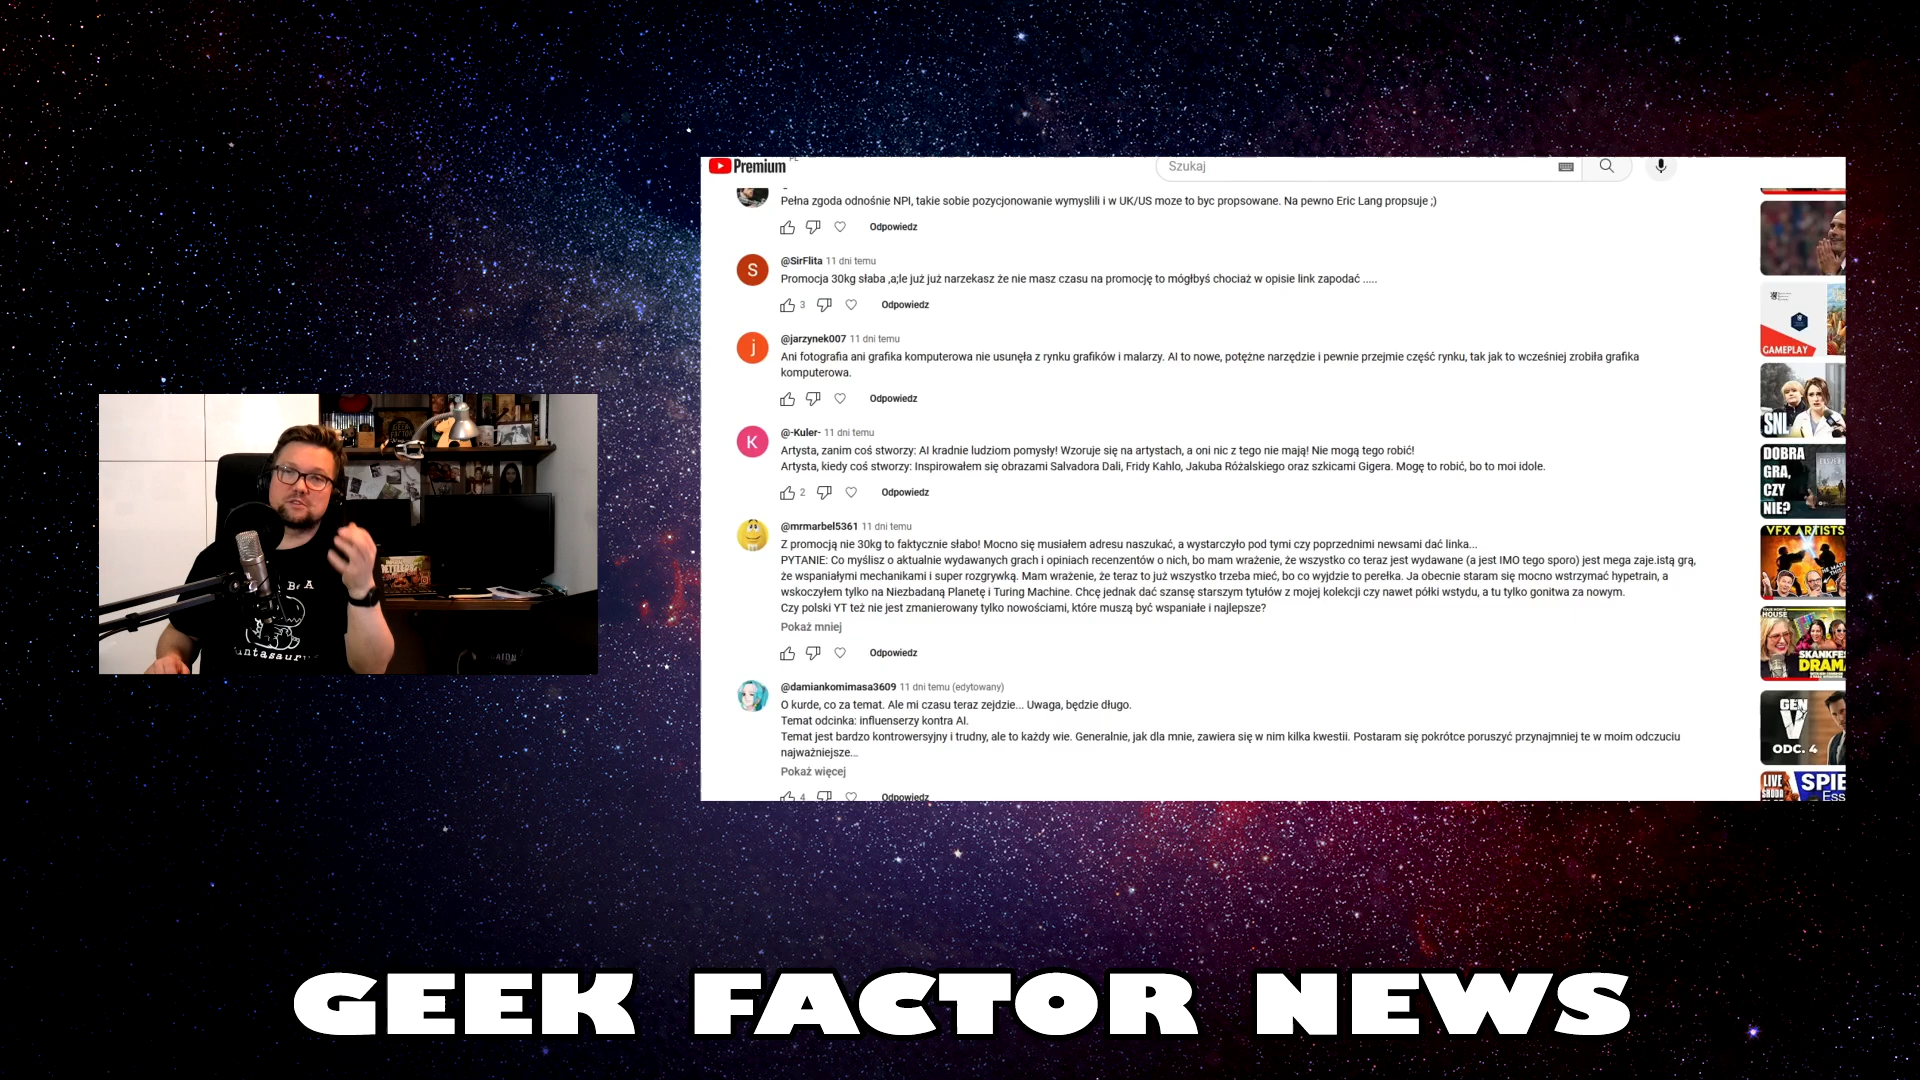 Premium PL
Szukaj
Pełna zgoda odnośnie NPI, takie sobie pozycjonowanie wymyslili i w UK/US moze to byc propsowane. Na pewno Eric Lang propsuje ;)
Odpowiedz
S
@SirFlita 11 dni temu
Promocja 30kg słaba ,a;le już już narzekasz że nie masz czasu na promocję to mógłbyś chociaż w opisie link zapodać .....
3 Odpowiedz
j
@jarzynek007 11 dni temu
Ani fotografia ani grafika komputerowa nie usunęła z rynku grafików i malarzy. AI to nowe, potężne narzędzie i pewnie przejmie część rynku, tak jak to wcześniej zrobiła grafika
komputerowa.
Odpowiedz
K
@-Kuler- 11 dni temu
Artysta, zanim coś stworzy: AI kradnie ludziom pomysły! Wzoruje się na artystach, a oni nic z tego nie mają! Nie mogą tego robić!
Artysta, kiedy coś stworzy: Inspirowałem się obrazami Salvadora Dali, Fridy Kahlo, Jakuba Różalskiego oraz szkicami Gigera. Mogę to robić, bo to moi idole.
2 Odpowiedz
@mrmarbel5361 11 dni temu
Z promocją nie 30kg to faktycznie słabo! Mocno się musiałem adresu naszukać, a wystarczyło pod tymi czy poprzednimi newsami dać linka...
PYTANIE: Co myślisz o aktualnie wydawanych grach i opiniach recenzentów o nich, bo mam wrażenie, że wszystko co teraz jest wydawane (a jest IMO tego sporo) jest mega zaje.istą grą,
że wspaniałymi mechanikami i super rozgrywką. Mam wrażenie, że teraz to już wszystko trzeba mieć, bo co wyjdzie to perełka. Ja obecnie staram się mocno wstrzymać hypetrain, a
wskoczyłem tylko na Niezbadaną Planetę i Turing Machine. Chcę jednak dać szansę starszym tytułów z mojej kolekcji czy nawet półki wstydu, a tu tylko gonitwa za nowym.
Czy polski YT też nie jest zmanierowany tylko nowościami, które muszą być wspaniałe i najlepsze?
Pokaż mniej
Odpowiedz
@damiankomimasa3609 11 dni temu (edytowany)
O kurde, co za temat. Ale mi czasu teraz zejdzie... Uwaga, będzie długo.
Temat odcinka: influenserzy kontra AI.
Temat jest bardzo kontrowersyjny i trudny, ale to każdy wie. Generalnie, jak dla mnie, zawiera się w nim kilka kwestii. Postaram się pokrótce poruszyć przynajmniej te w moim odczuciu
najważniejsze...
Pokaż więcej
4 Odpowiedz
GAMEPLAY
SNL
DOBRA
GRA,
CZY
NIE?
VFX ARTISTS
HOUSE
SKANKFES
DRAMA
GEN
V
ODC. 4
LIVE
ŚRODA
SPIE
Ess
GEEK FACTOR NEWS